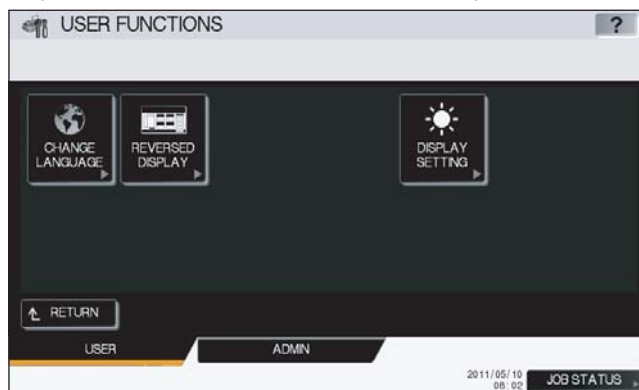 USER FUNCTIONS
?
CHANGE
LANGUAGE
REVERSED
DISPLAY
DISPLAY
SETTING
RETURN
USER
ADMIN
2011/05/10
08:02
JOB STATUS